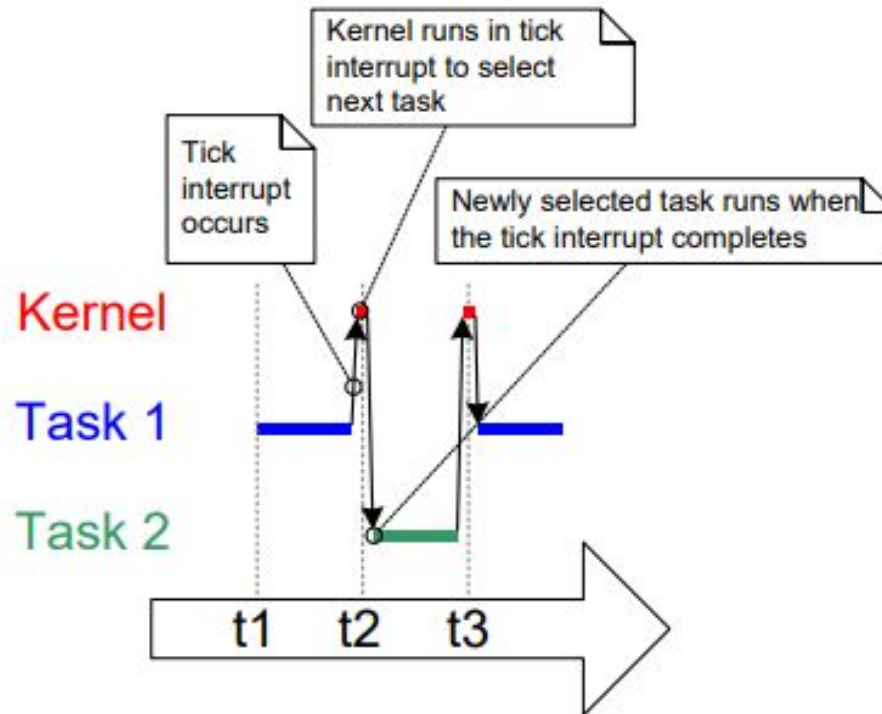 Kernel runs in tick
interrupt to select
next task
Tick
interrupt
occurs
Newly selected task runs when
the tick interrupt completes
Kernel
Task 1
Task 2
t1 t2 t3